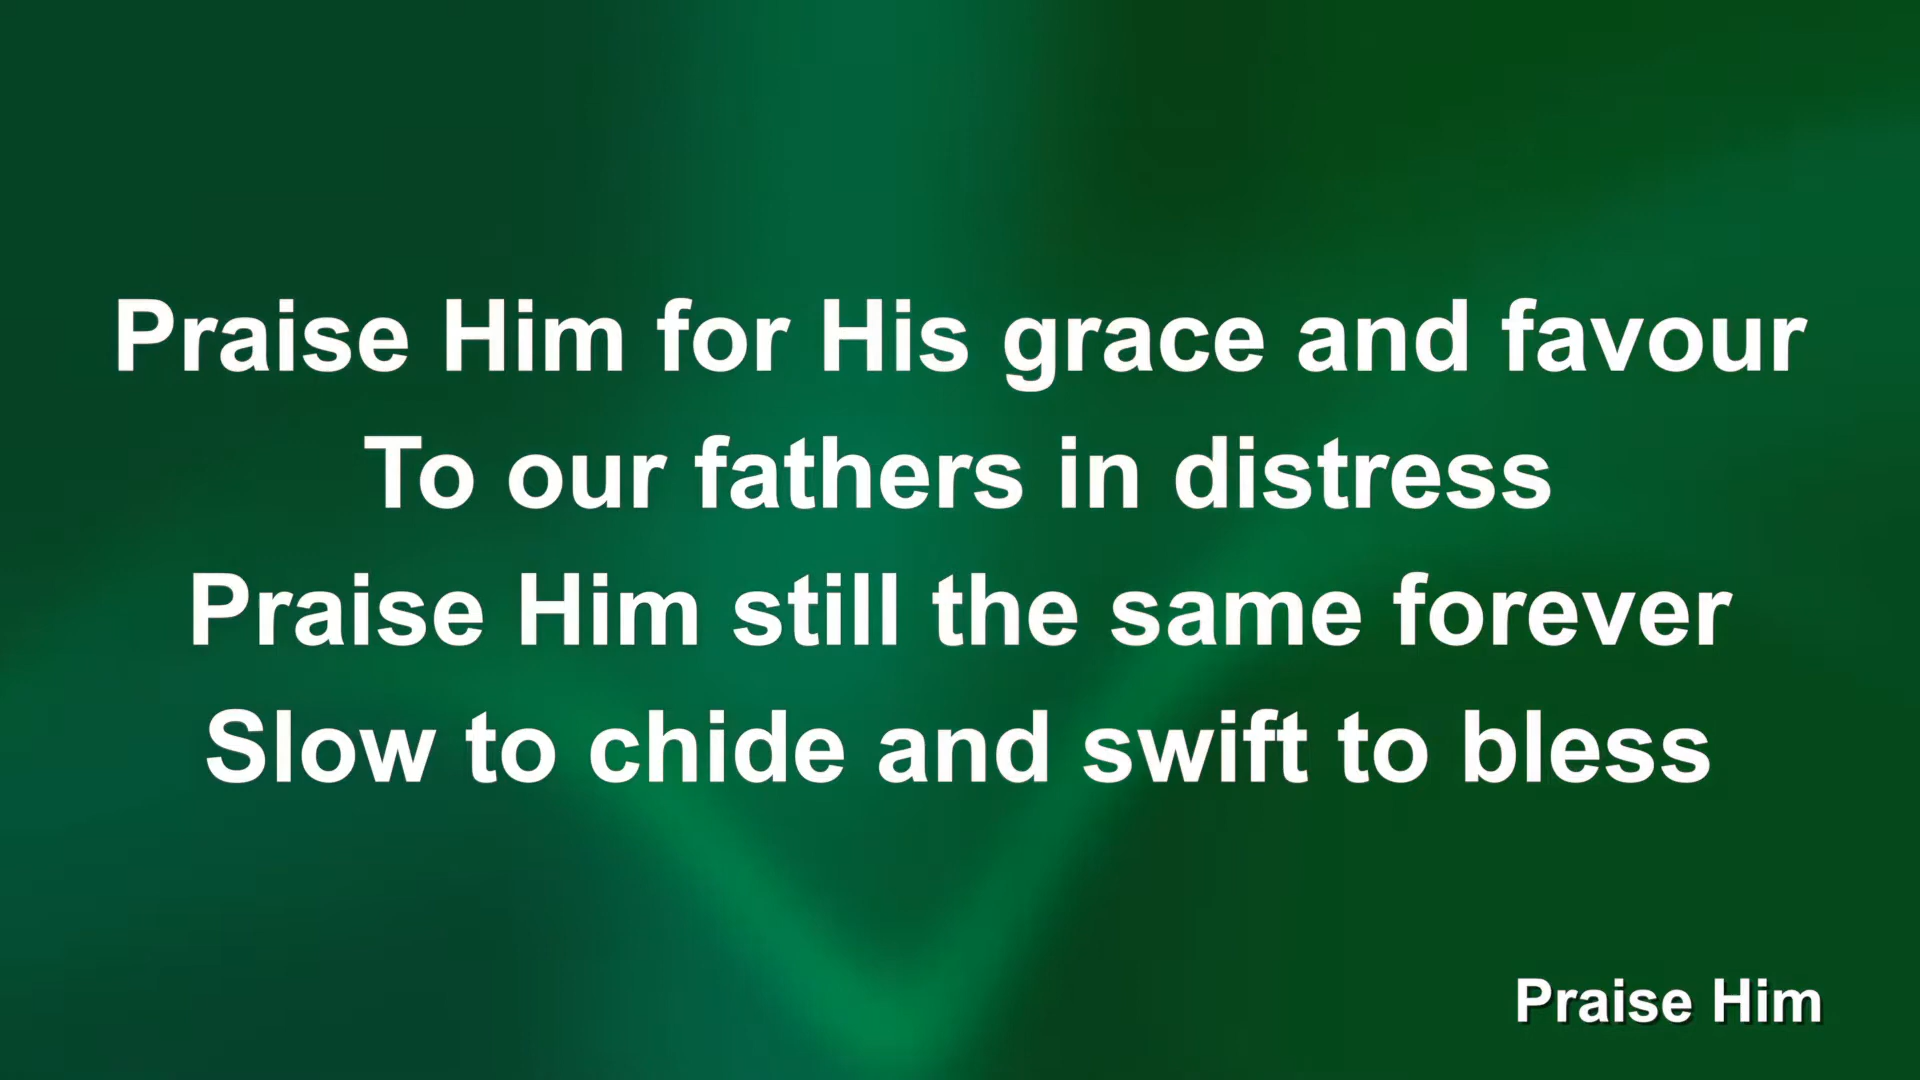 Praise Him for His grace and favour
To our fathers in distress
Praise Him still the same forever
Slow to chide and swift to bless
Praise Him